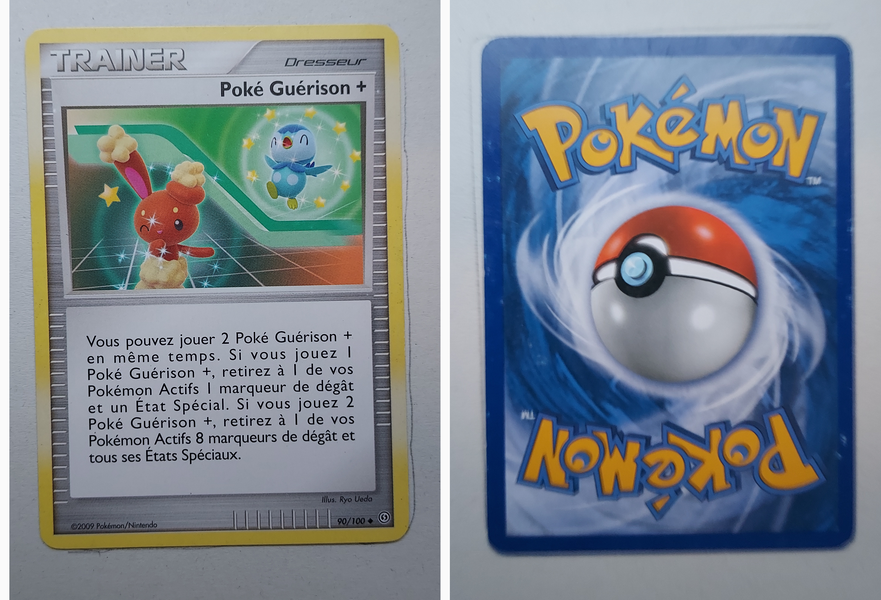 TRAINER
Dresseur
Poké Guérison +
Vous pouvez jouer 2 Poké Guérison +
en même temps. Si vous jouez 1
Poké Guérison +, retirez à 1 de vos
Pokémon Actifs 1 marqueur de dégât
et un État Spécial. Si vous jouez 2
Poké Guérison +, retirez à 1 de vos
Pokémon Actifs 8 marqueurs de dégât et
tous ses États Spéciaux.
Illus. Ryo Ueda
©2009 Pokémon/Nintendo
90/100
POKéMON
TM
TM
POKéMON